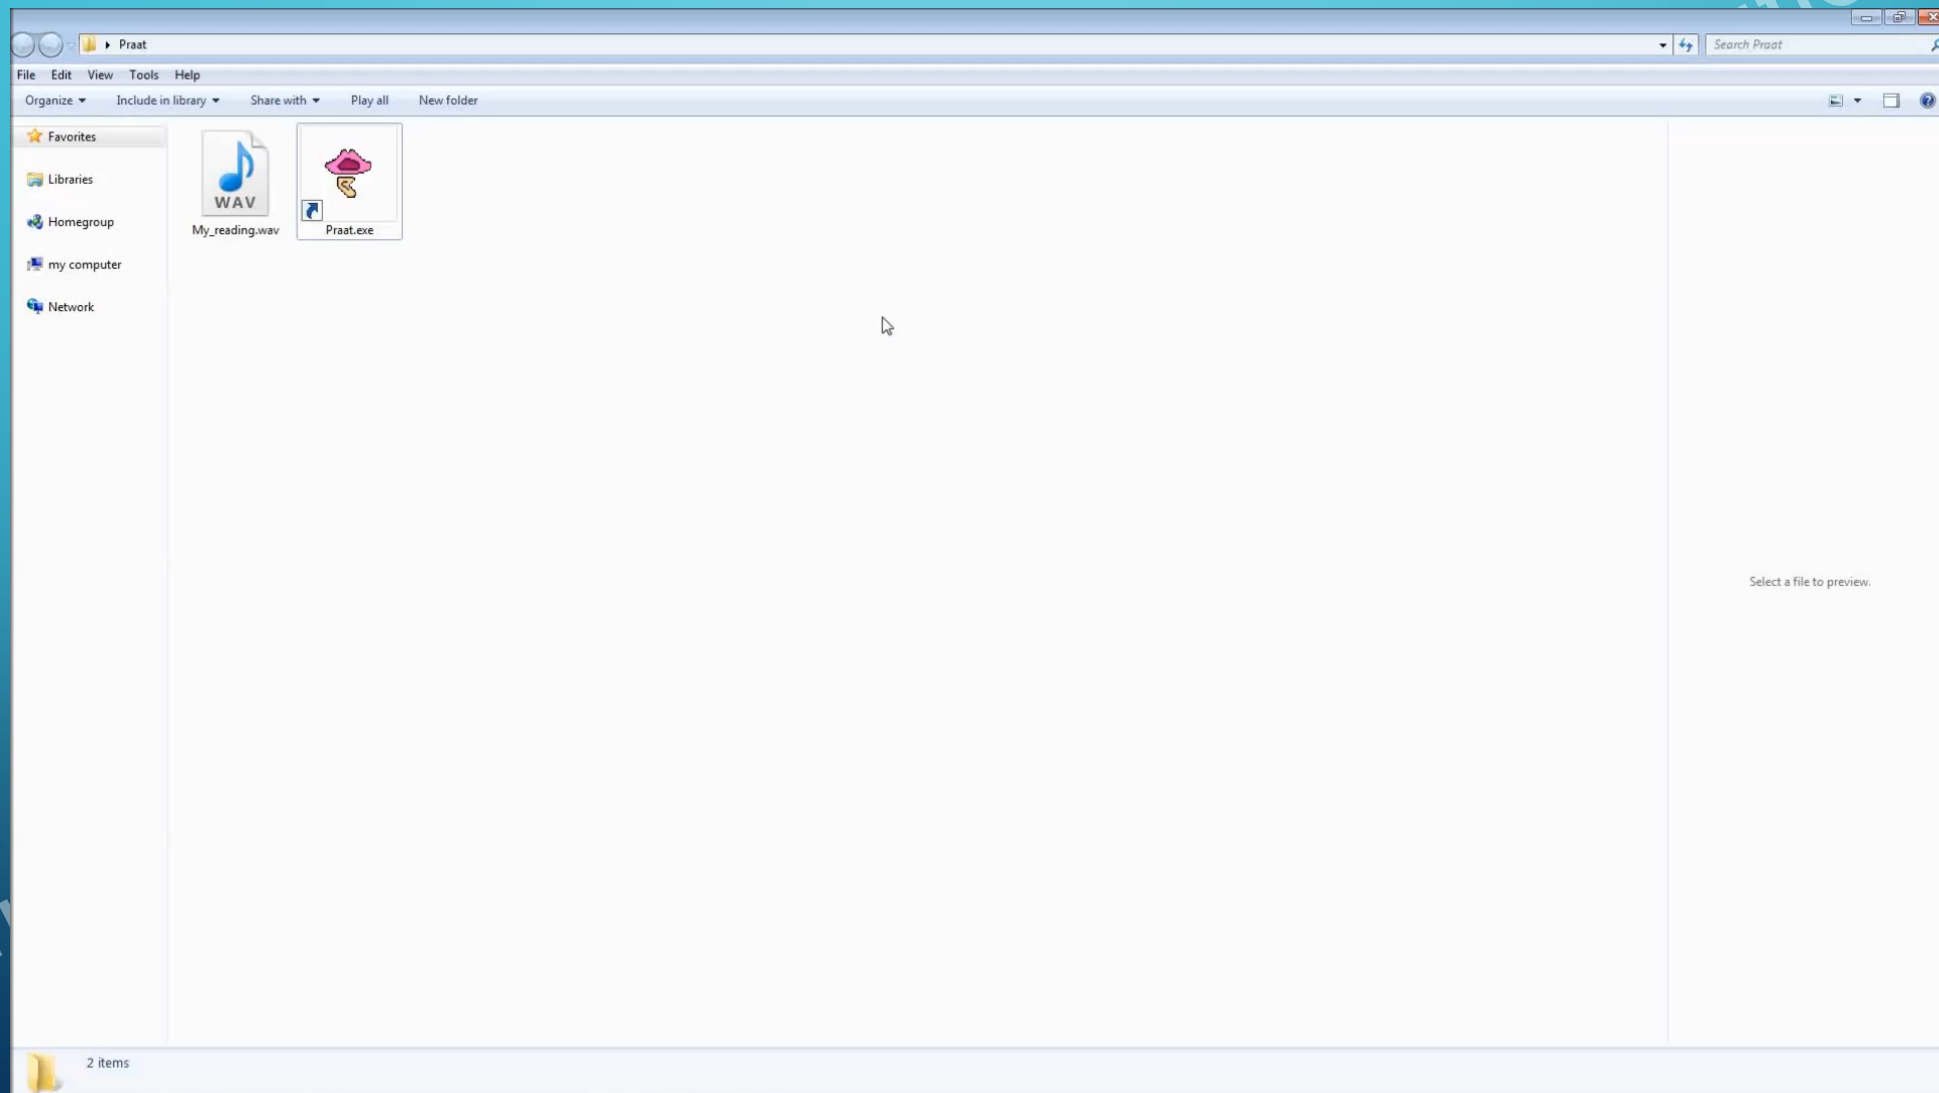 Praat
Search Praat
File Edit View Tools Help
Organize Include in library Share with Play all New folder
Favorites
Libraries
Homegroup
my computer
Network
WAV
My_reading.wav
Praat.exe
Select a file to preview.
2 items